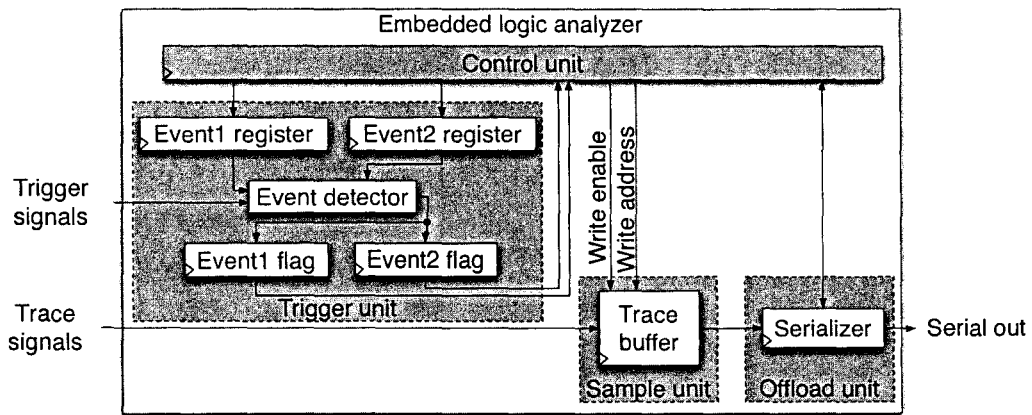 Embedded logic analyzer
Control unit
Event1 register
Event2 register
Trigger
signals
Event detector
Write enable
Write address
Event1 flag
Event2 flag
Trigger unit
Trace
signals
Trace
buffer
Serializer
Serial out
Sample unit
Offload unit